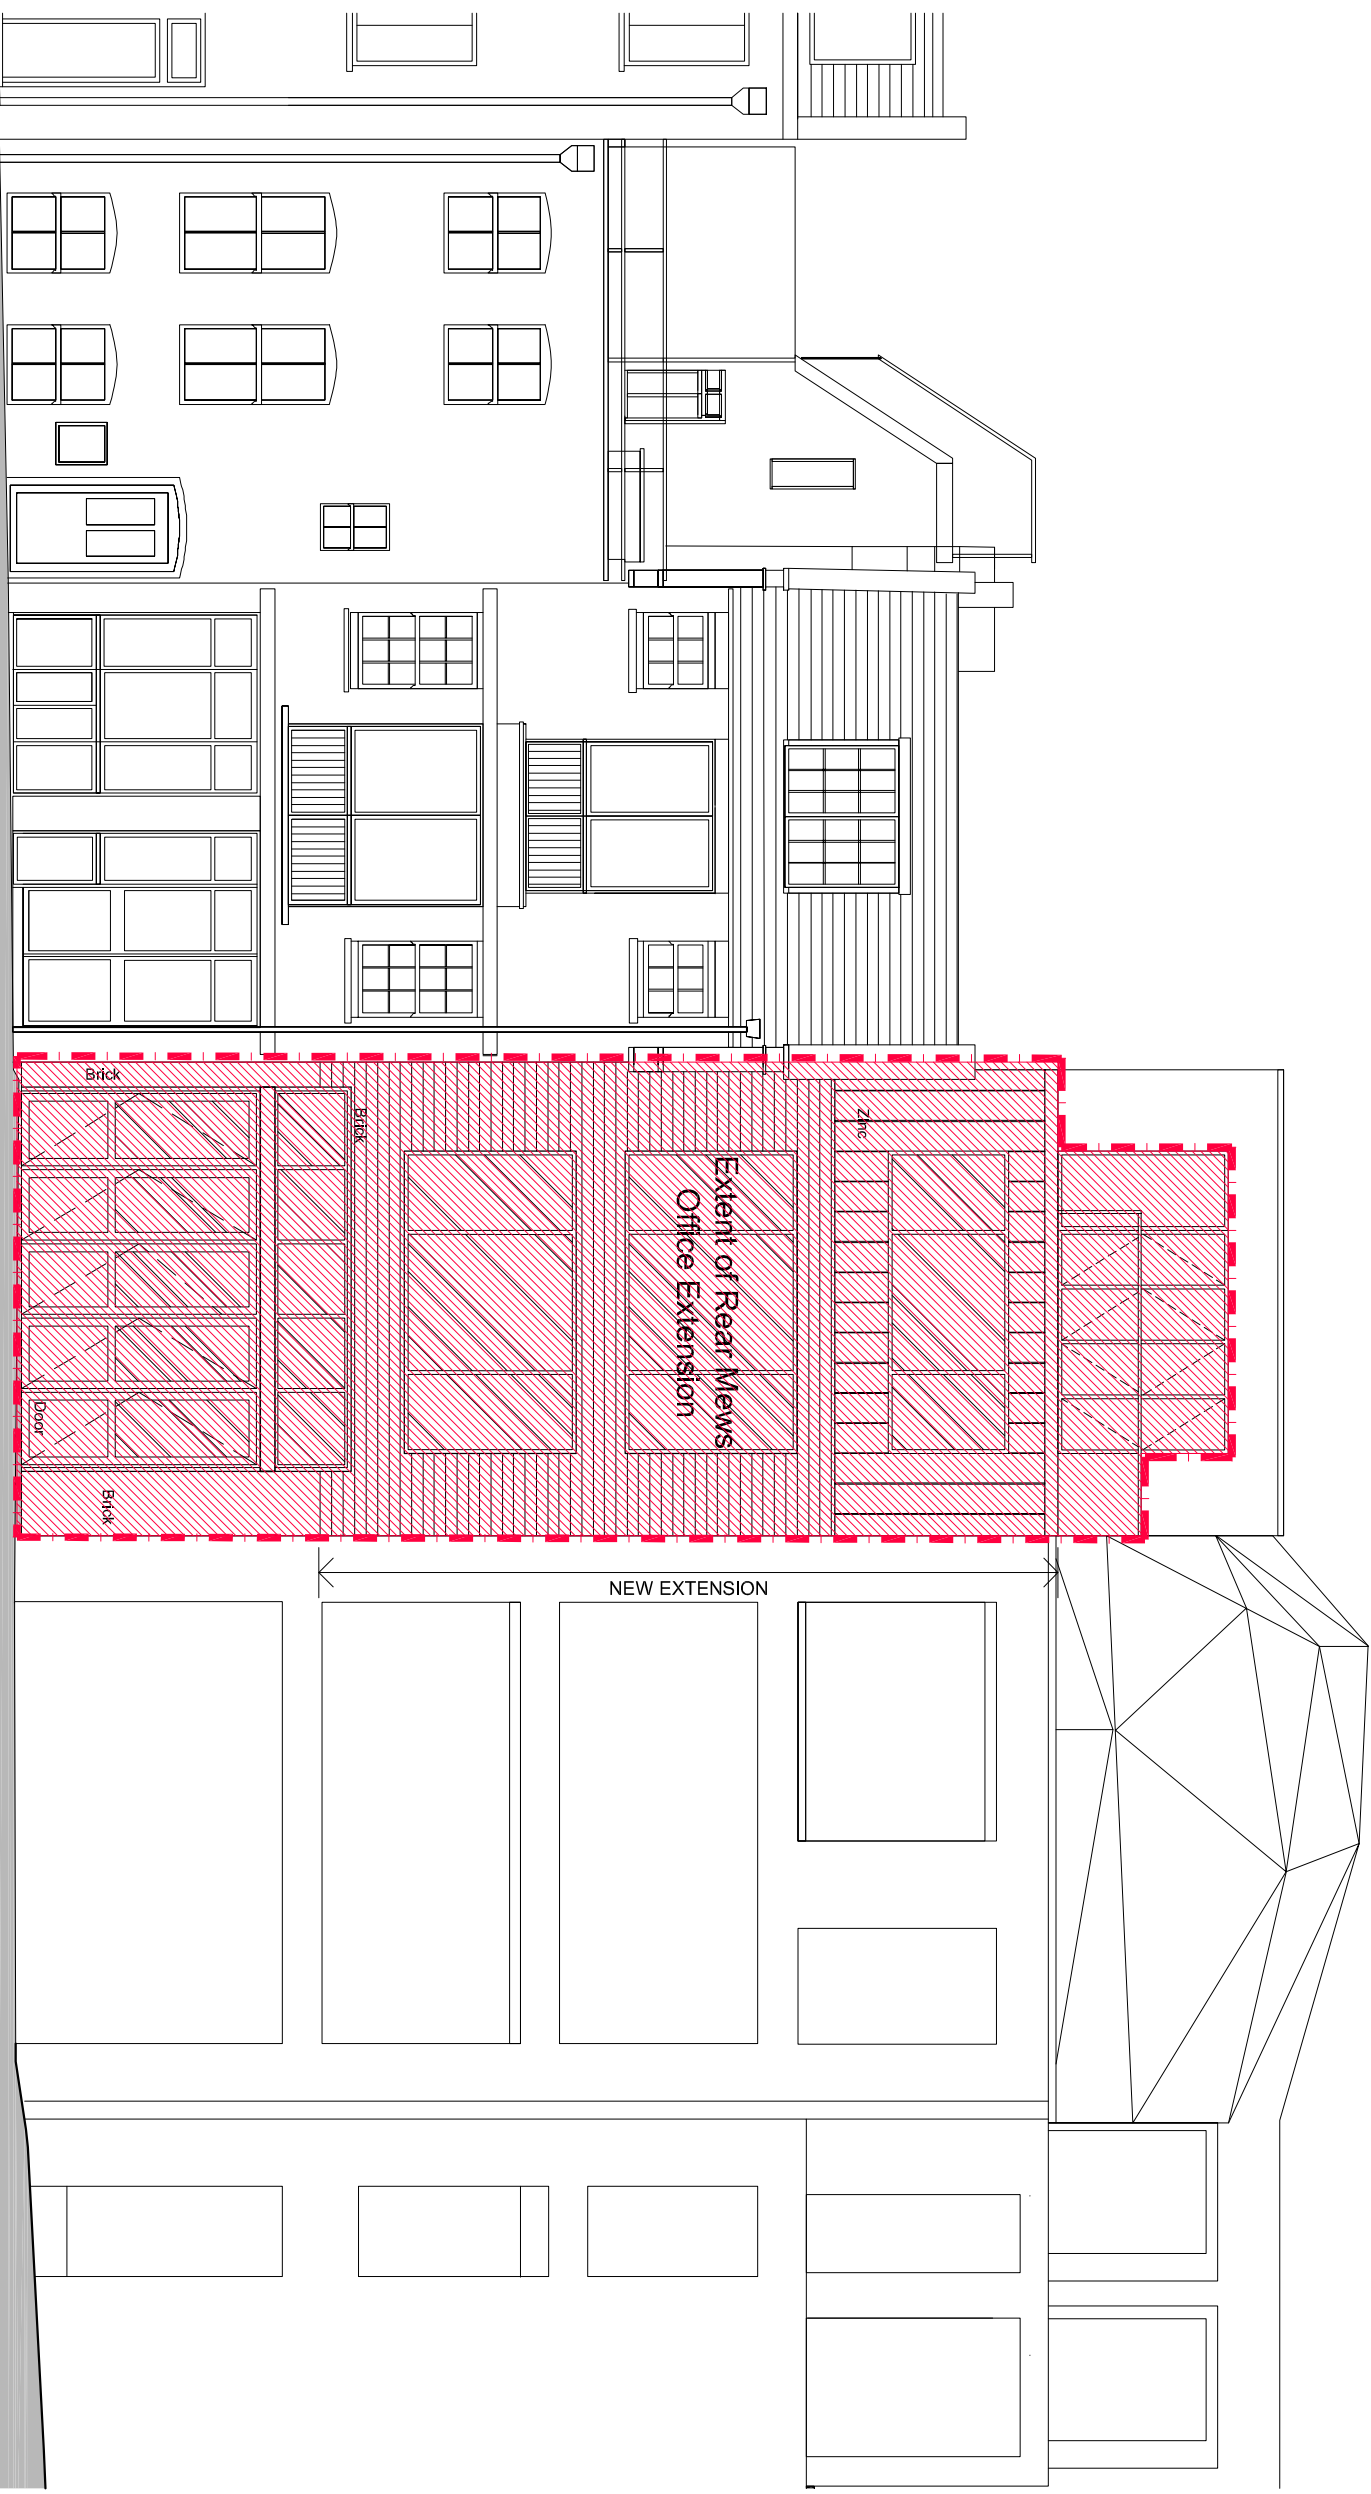 Brick
Brick
Zinc
Extent of Rear Mews
Office Extension
Door
Brick
NEW EXTENSION